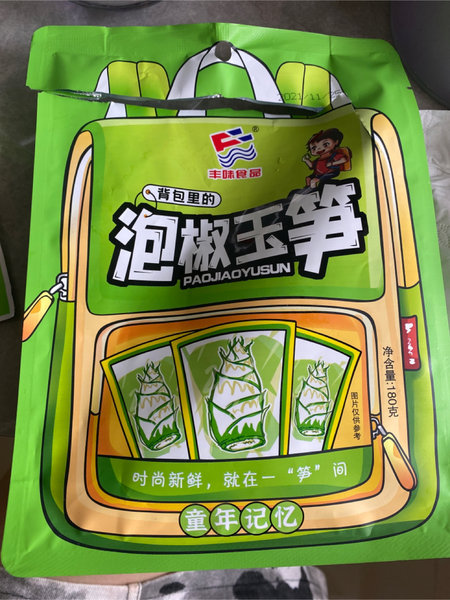 2021/11/
®
丰味食品
背包里的
泡椒玉笋
PAOJIAOYUSUN
净含量:180克
图片仅供参考
时尚新鲜，就在一“笋”间
童年记忆